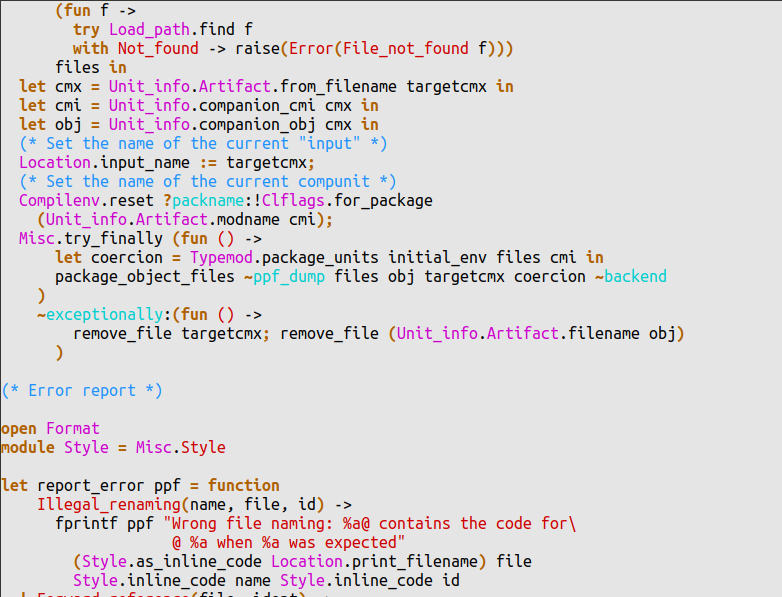 (fun f ->
try Load_path.find f
with Not_found -> raise(Error(File_not_found f)))
files in
let cmx = Unit_info.Artifact.from_filename targetcmx in
let cmi = Unit_info.companion_cmi cmx in
let obj = Unit_info.companion_obj cmx in
(* Set the name of the current "input" *)
Location.input_name := targetcmx;
(* Set the name of the current compunit *)
Compilenv.reset ?packname:!Clflags.for_package
(Unit_info.Artifact.modname cmi);
Misc.try_finally (fun () ->
let coercion = Typemod.package_units initial_env files cmi in
package_object_files ~ppf_dump files obj targetcmx coercion ~backend
)
~exceptionally:(fun () ->
remove_file targetcmx; remove_file (Unit_info.Artifact.filename obj)
)
(* Error report *)
open Format
module Style = Misc.Style
let report_error ppf = function
Illegal_renaming(name, file, id) ->
fprintf ppf "Wrong file naming: %a@ contains the code for\
@ %a when %a was expected"
(Style.as_inline_code Location.print_filename) file
Style.inline_code name Style.inline_code id
| Forward_reference(file, ident) ->